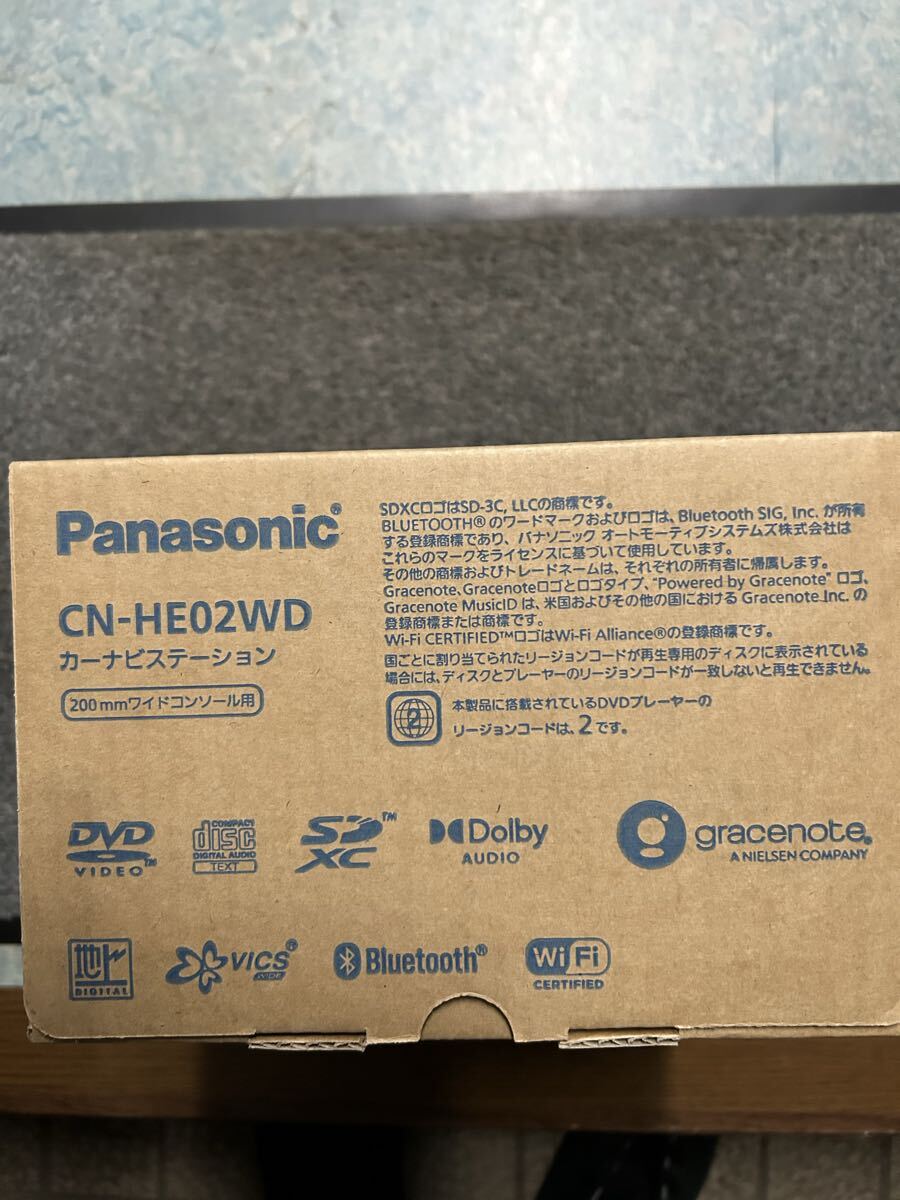 Panasonic®
CN-HE02WD
カーナビステーション
200mmワイドコンソール用
SDXCロゴはSD-3C, LLCの商標です。
BLUETOOTH®のワードマークおよびロゴは、Bluetooth SIG, Inc. が所有
する登録商標であり、パナソニック オートモーティブシステムズ株式会社は
これらのマークをライセンスに基づいて使用しています。
その他の商標およびトレードネームは、それぞれの所有者に帰属します。
Gracenote、Gracenoteロゴとロゴタイプ、"Powered by Gracenote" ロゴ、
Gracenote MusicID は、米国およびその他の国における Gracenote, Inc. の
登録商標または商標です。
Wi-Fi CERTIFIED™ロゴはWi-Fi Alliance®の登録商標です。
国ごとに割り当てられたリージョンコードが再生専用のディスクに表示されている
場合には、ディスクとプレーヤーのリージョンコードが一致しないと再生できません。
2
本製品に搭載されているDVDプレーヤーの
リージョンコードは、2です。
DVD
VIDEO™
COMPACT
disc
DIGITAL AUDIO
TEXT
SD™
XC
Dolby
AUDIO
gracenote®
A NIELSEN COMPANY
地上
DIGITAL
VICS®
WIDE
Bluetooth®
Wi Fi
CERTIFIED